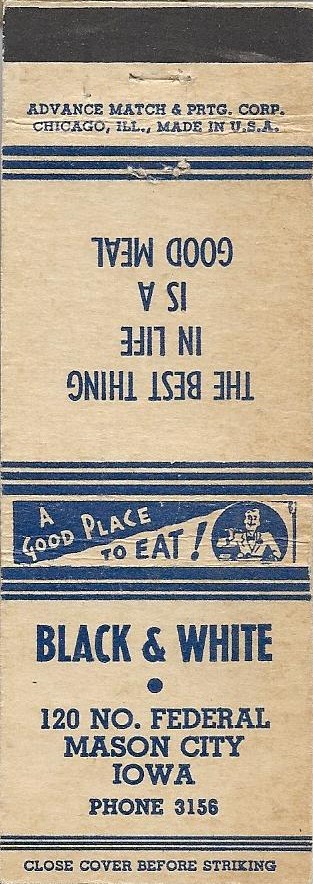 ADVANCE MATCH & PRTG. CORP.
CHICAGO, ILL., MADE IN U.S.A.
THE BEST THING
IN LIFE
IS A
GOOD MEAL
A
GOOD PLACE
TO EAT!
BLACK & WHITE
120 NO. FEDERAL
MASON CITY
IOWA
PHONE 3156
CLOSE COVER BEFORE STRIKING